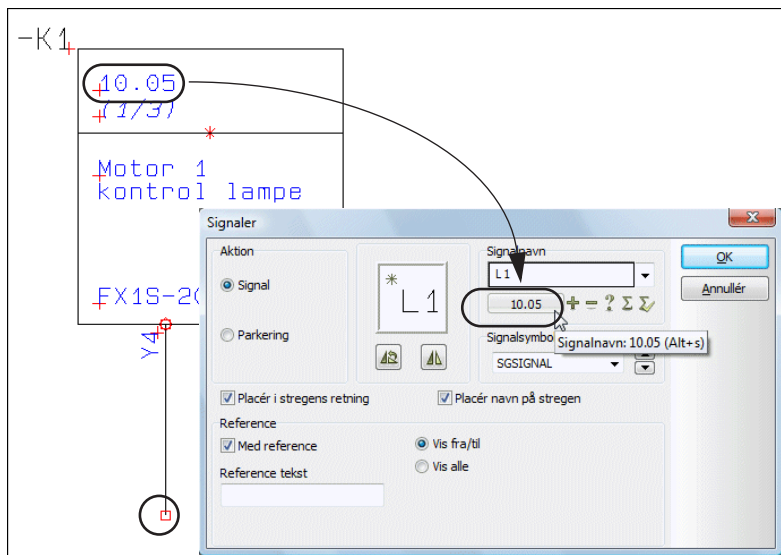 -K1
10.05
(1/3)
Motor 1
kontrol lampe
FX1S-20
Y4
Signaler
Aktion
Signal
Parkering
L1
Signalnavn
L1
10.05
Signalsymbo
Signalnavn: 10.05 (Alt+s)
SGSIGNAL
OK
Annullér
Placér i stregens retning
Placér navn på stregen
Reference
Med reference
Vis fra/til
Reference tekst
Vis alle